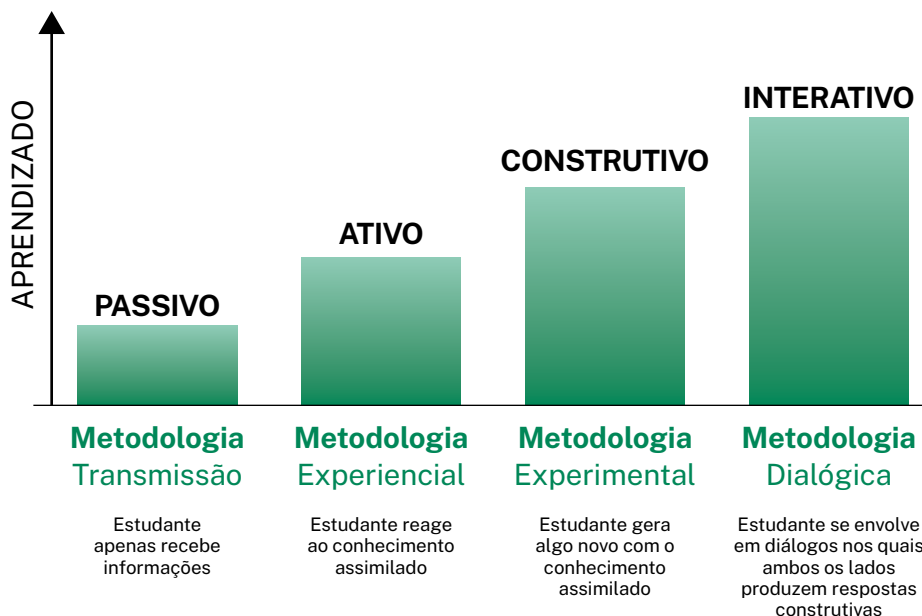 APRENDIZADO
PASSIVO
ATIVO
CONSTRUTIVO
INTERATIVO
Metodologia
Transmissão
Estudante
apenas recebe
informações
Metodologia
Experiencial
Estudante reage
ao conhecimento
assimilado
Metodologia
Experimental
Estudante gera
algo novo com o
conhecimento
assimilado
Metodologia
Dialógica
Estudante se envolve
em diálogos nos quais
ambos os lados
produzem respostas
construtivas